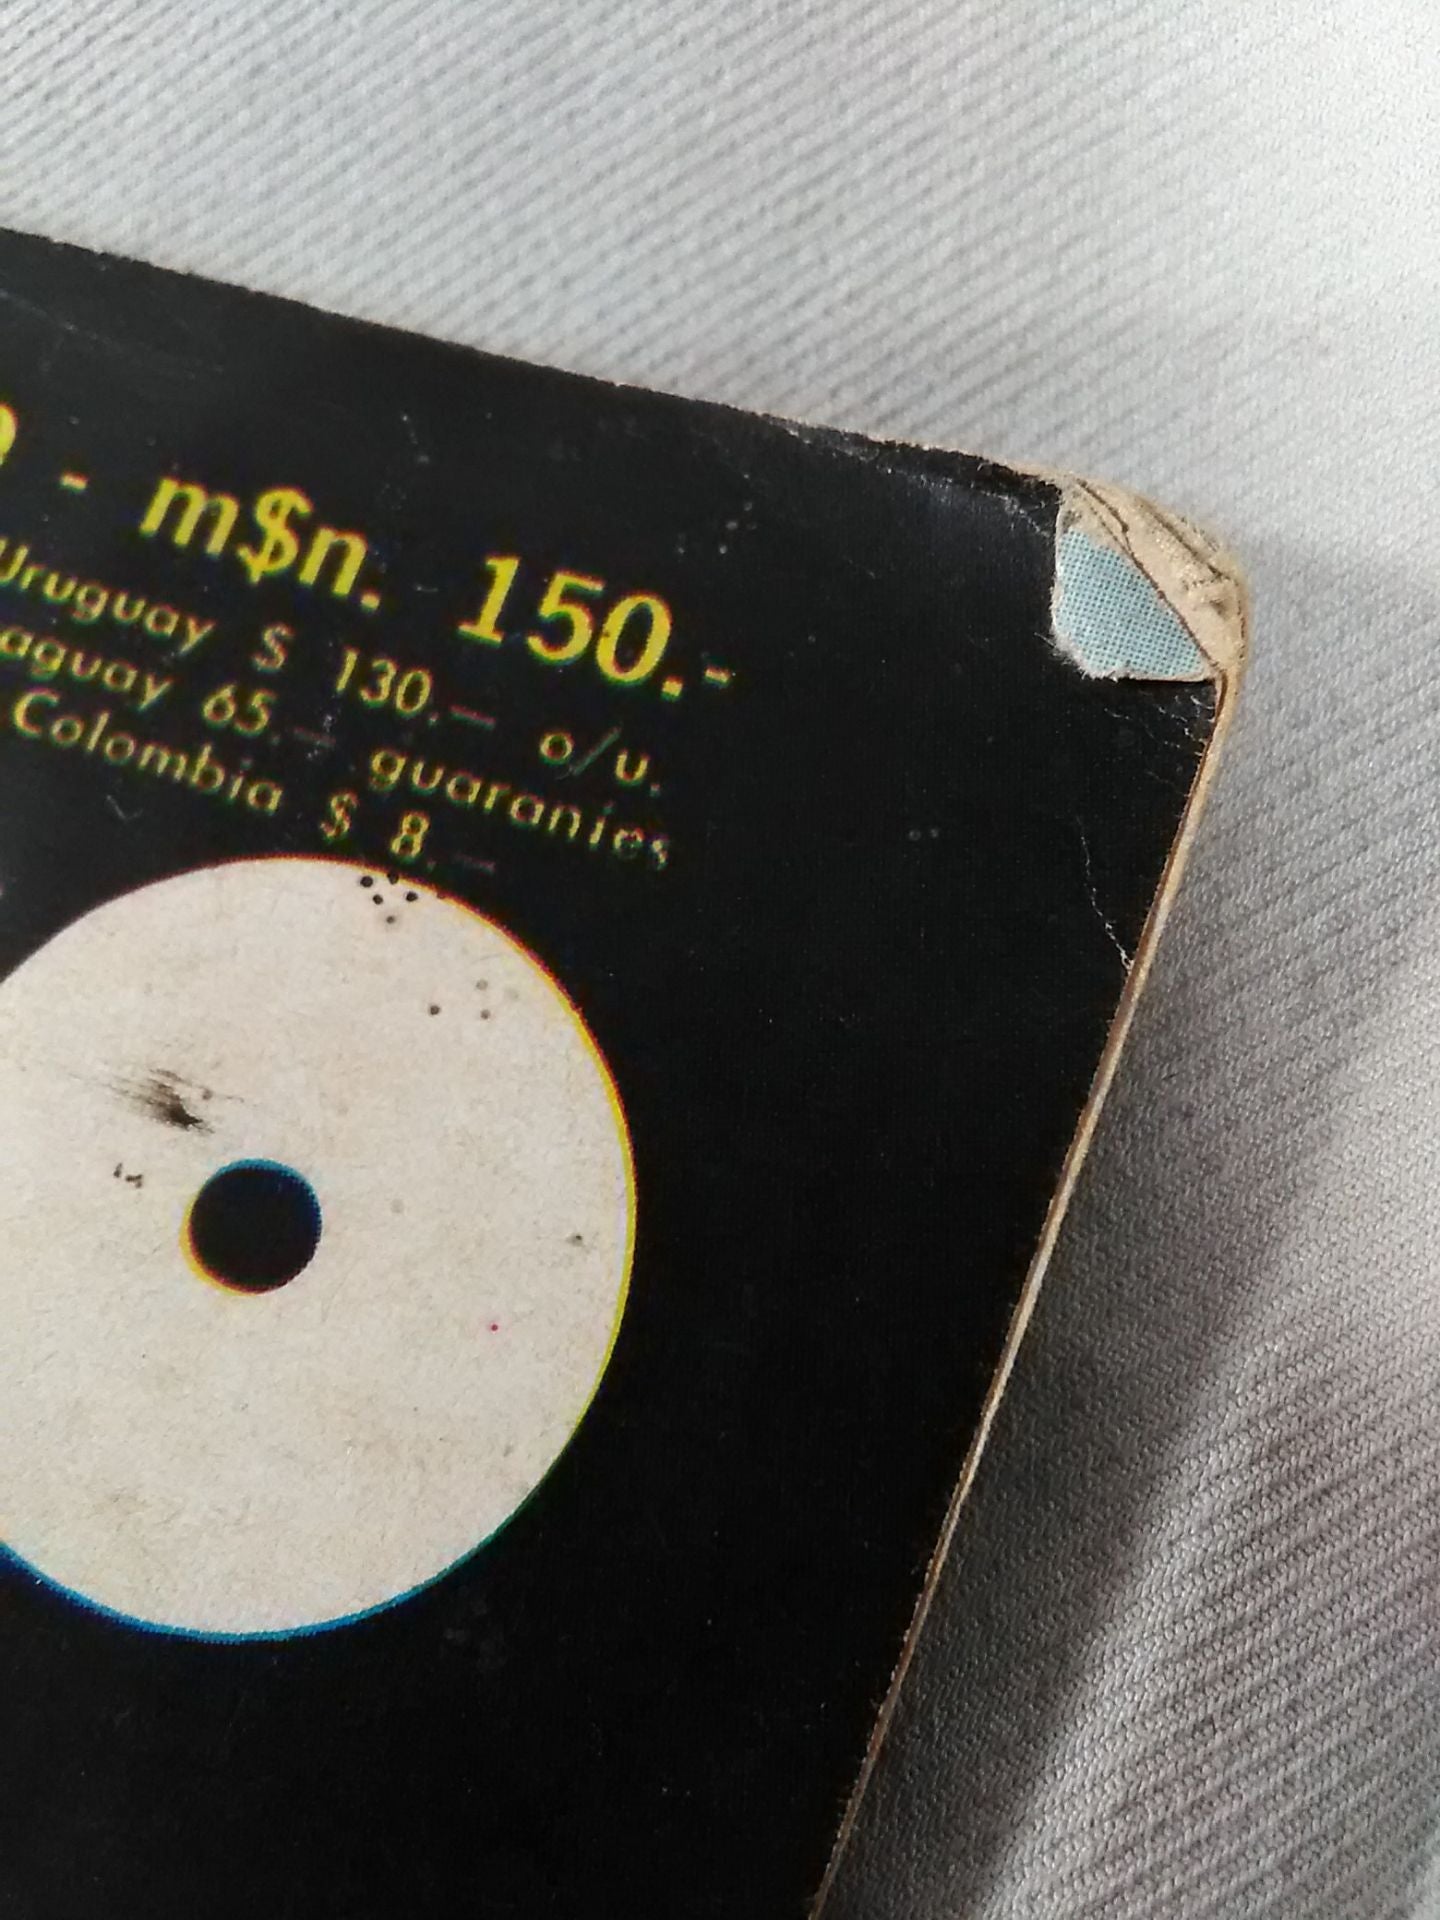 - m$n. 150.-
Uruguay $ 130.— o/u.
aguay 65.— guaranies
Colombia $ 8.—